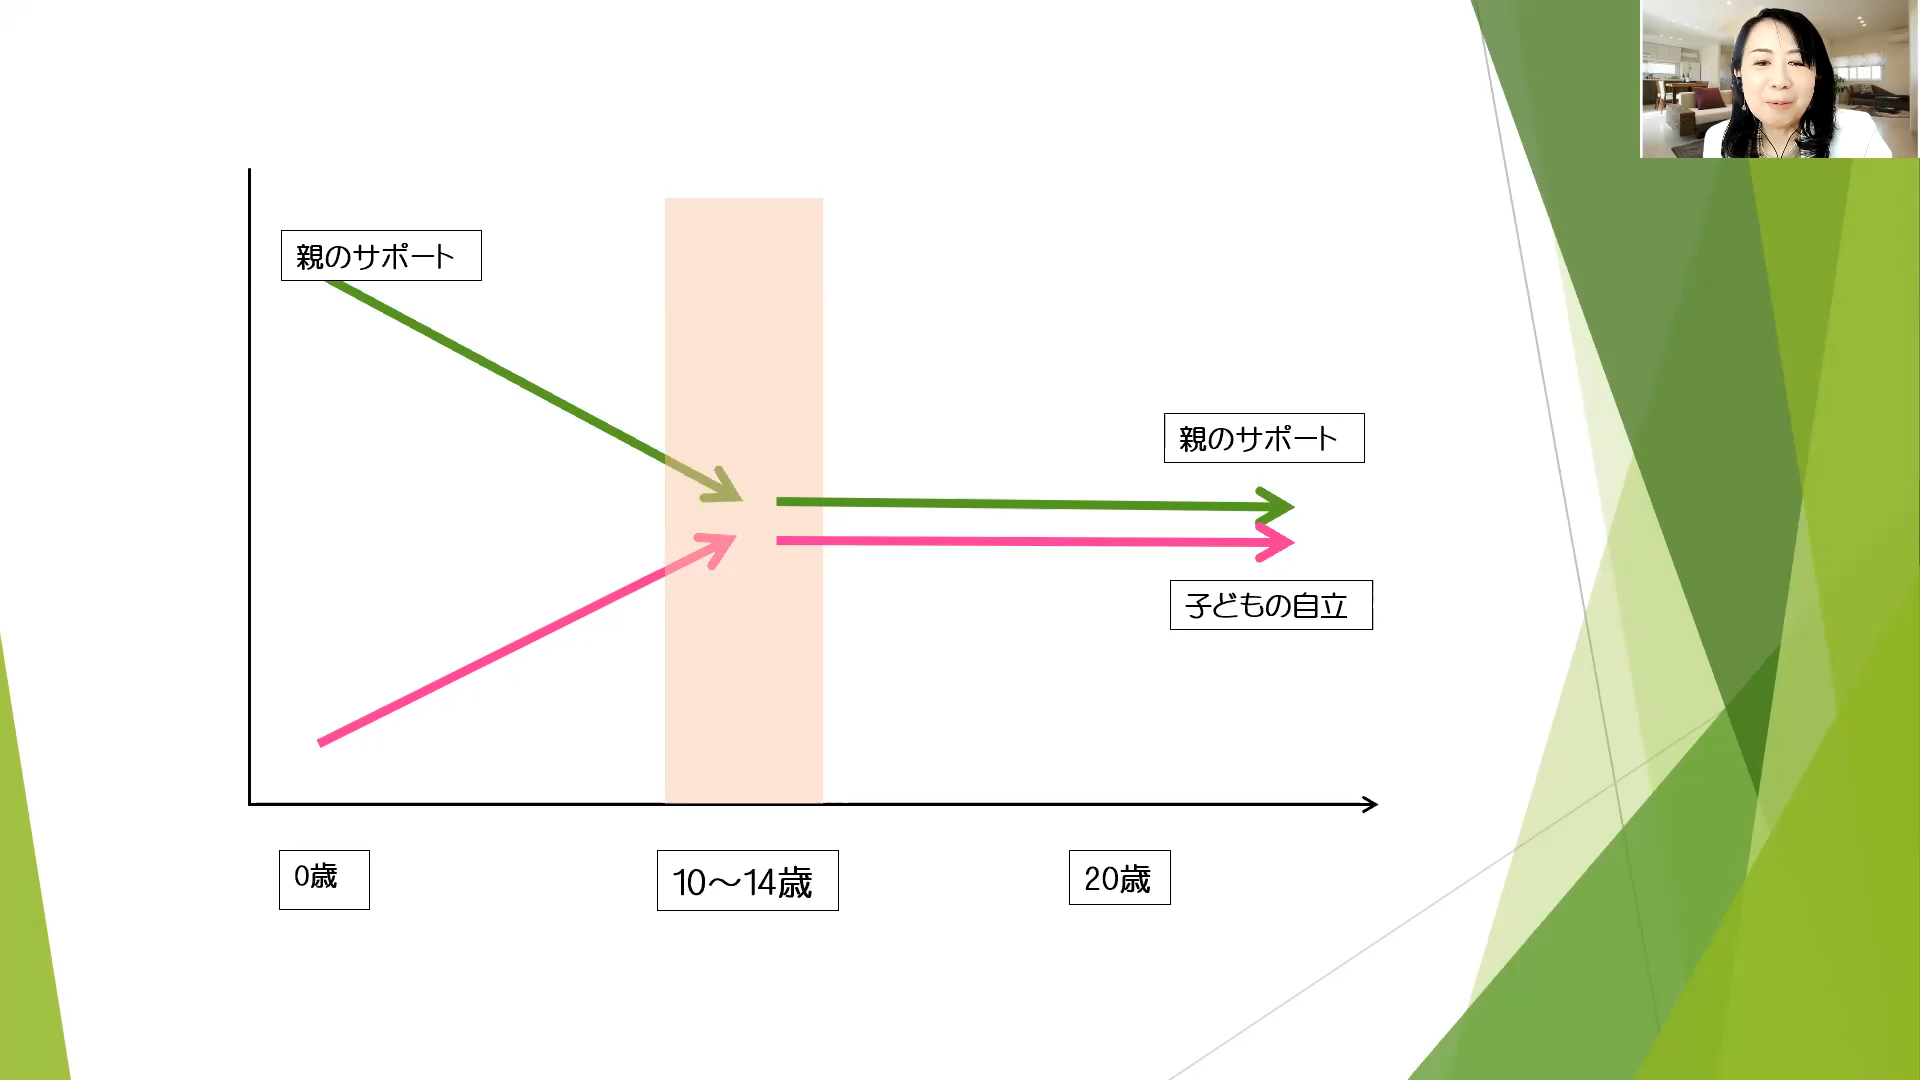 親のサポート
親のサポート
子どもの自立
0歳
10～14歳
20歳